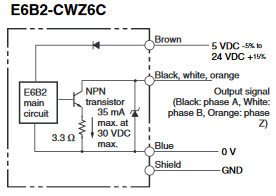 E6B2-CWZ6C
Brown
5 VDC -5% to
24 VDC +15%
Black, white, orange
E6B2
main
circuit
NPN
transistor
35 mA
max. at
30 VDC
max.
3.3 Ω
Output signal
(Black: phase A, White:
phase B, Orange: phase
Z)
Blue
0 V
Shield
GND